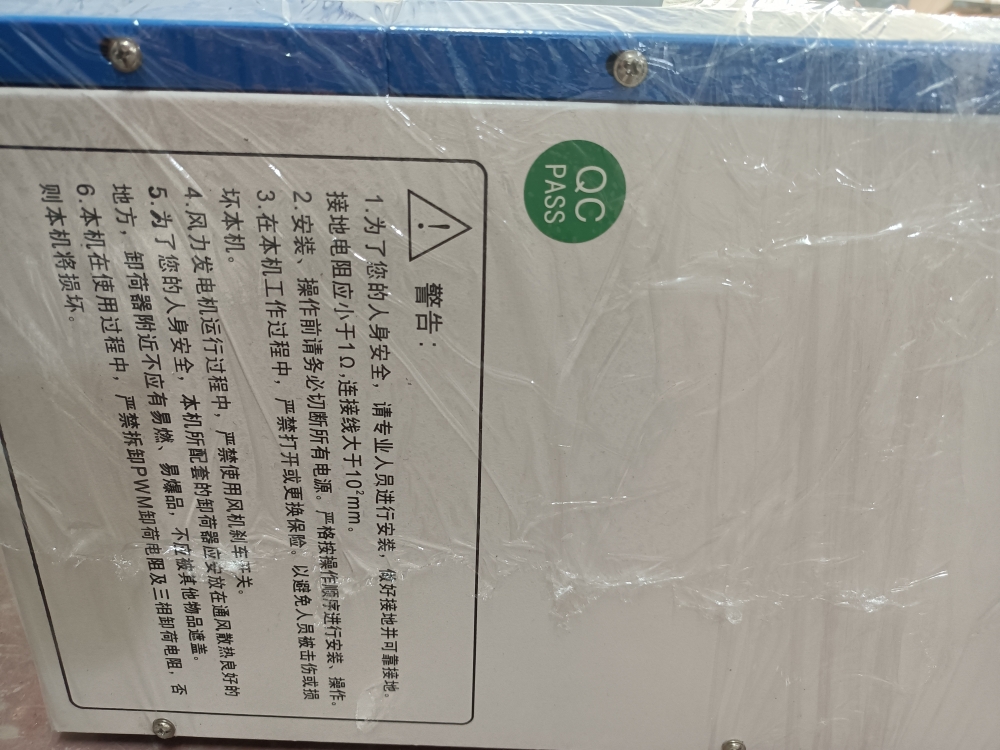 QC
PASS
警告：
1.为了您的人身安全，请专业人员进行安装，做好接地并可靠接地。
接地电阻应小于1Ω,连接线大于10²mm。
2.安装、操作前请务必切断所有电源。严格按操作顺序进行安装、操作。
3.在本机工作过程中，严禁打开或更换保险。以避免人员被击伤或损
坏本机。
4.风力发电机运行过程中，严禁使用风机刹车开关。
5.为了您的人身安全，本机所配套的卸荷器应安放在通风散热良好的
地方，卸荷器附近不应有易燃、易爆品，不应被其他物品遮盖。
6.本机在使用过程中，严禁拆卸PWM卸荷电阻及三相卸荷电阻，否
则本机将损坏。